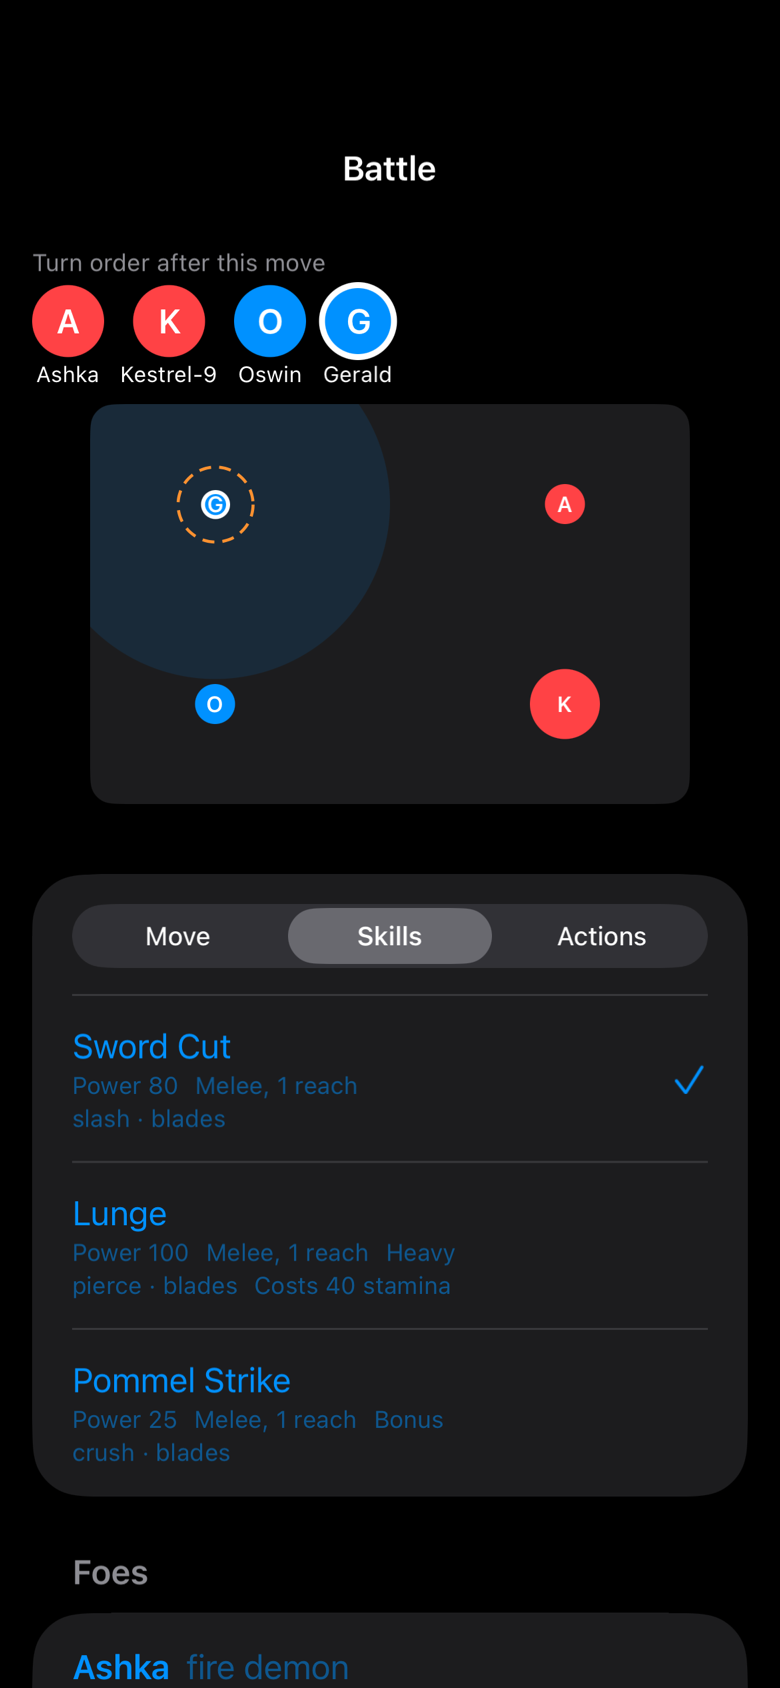 Battle
Turn order after this move
A K O G
Ashka Kestrel-9 Oswin Gerald
G A
O K
Move Skills Actions
Sword Cut
Power 80 Melee, 1 reach
slash · blades
Lunge
Power 100 Melee, 1 reach Heavy
pierce · blades Costs 40 stamina
Pommel Strike
Power 25 Melee, 1 reach Bonus
crush · blades
Foes
Ashka fire demon